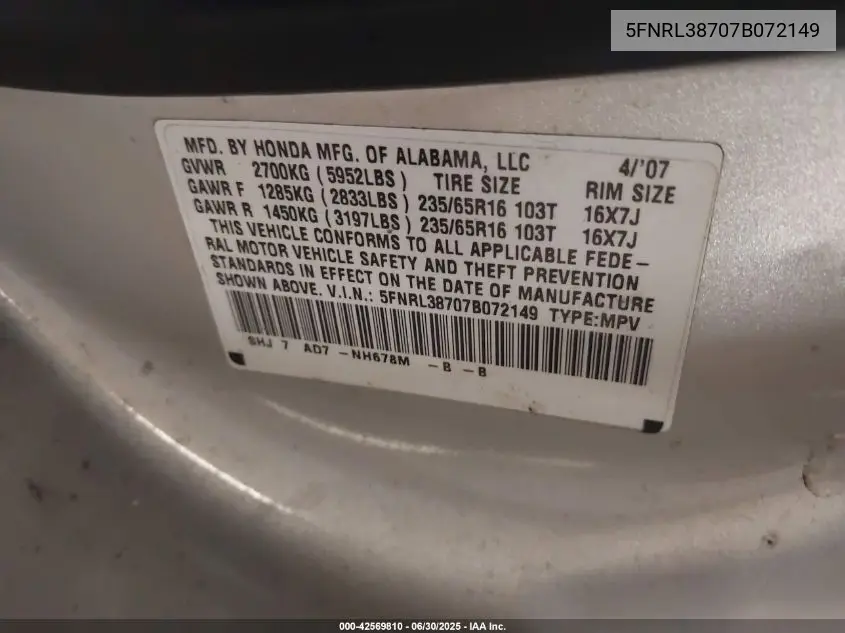 5FNRL38707B072149
MFD. BY HONDA MFG. OF ALABAMA, LLC 4/'07
GVWR 2700KG (5952LBS) TIRE SIZE RIM SIZE
GAWR F 1285KG (2833LBS) 235/65R16 103T 16X7J
GAWR R 1450KG (3197LBS) 235/65R16 103T 16X7J
THIS VEHICLE CONFORMS TO ALL APPLICABLE FEDE-
RAL MOTOR VEHICLE SAFETY AND THEFT PREVENTION
STANDARDS IN EFFECT ON THE DATE OF MANUFACTURE
SHOWN ABOVE. V.I.N.: 5FNRL38707B072149 TYPE:MPV
SHJ 7 AD7 -NH678M -B -B
000-42569810 - 06/30/2025 - IAA Inc.